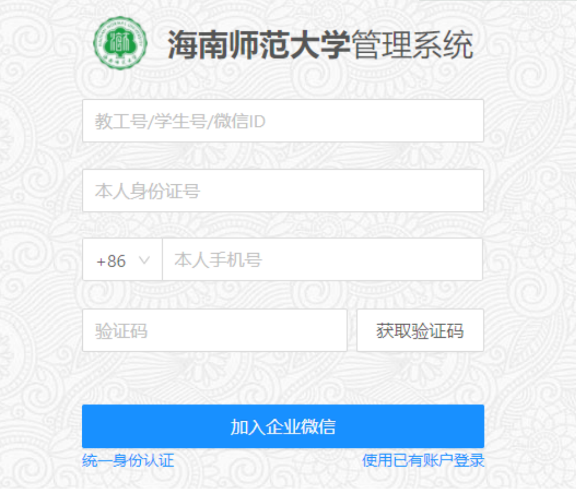 海南师范大学管理系统
教工号/学生号/微信ID
本人身份证号
+86 本人手机号
验证码 获取验证码
加入企业微信
统一身份认证 使用已有账户登录